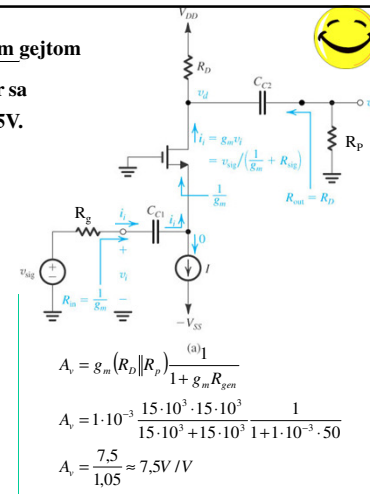 m gejtom
r sa
5V.
V_DD
R_D
C_C2
v_d
i_i = g_m v_i
= v_sig/(1/g_m + R_sig)
R_P
R_out = R_D
1/g_m
R_g
i_i
C_C1
i_i
0
+
v_sig
v_i
I
R_in = 1/g_m
–
–V_SS
(a)
A_v = g_m (R_D||R_p) 1/(1 + g_m R_gen)
A_v = 1·10^-3 (15·10^3 ·15·10^3)/(15·10^3 +15·10^3) 1/(1+1·10^-3 ·50)
A_v = 7,5/1,05 ≈ 7,5V /V